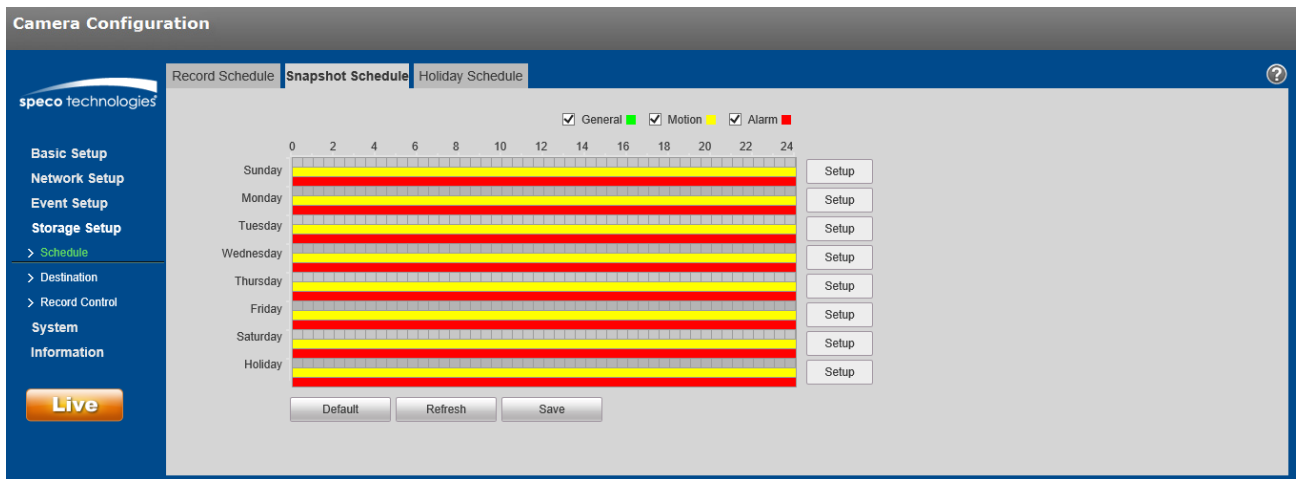 Camera Configuration
speco technologies
Record Schedule Snapshot Schedule Holiday Schedule ?
General Motion Alarm
0 2 4 6 8 10 12 14 16 18 20 22 24
Basic Setup
Network Setup
Event Setup
Storage Setup
> Schedule
> Destination
> Record Control
System
Information
Live
Sunday Setup
Monday Setup
Tuesday Setup
Wednesday Setup
Thursday Setup
Friday Setup
Saturday Setup
Holiday Setup
Default Refresh Save